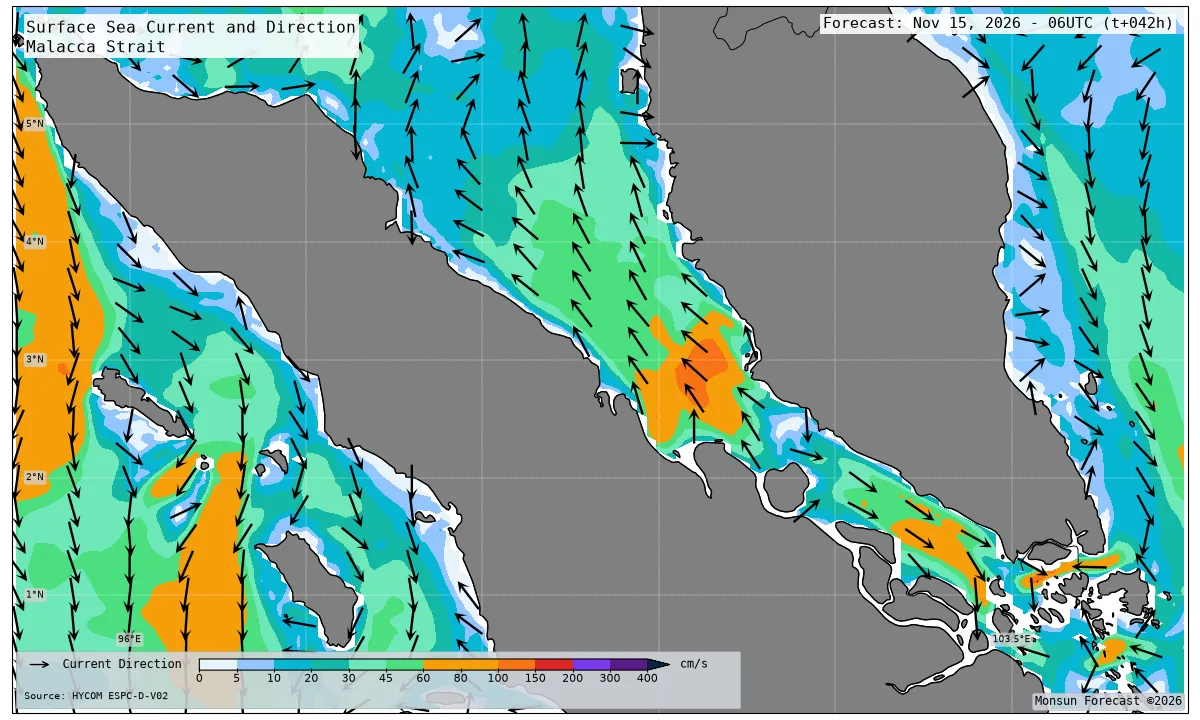 Surface Sea Current and Direction
Malacca Strait
Forecast: Nov 15, 2026 - 06UTC (t+042h)
5°N
4°N
3°N
2°N
1°N
96°E
103.5°E
Current Direction
0 5 10 20 30 45 60 80 100 150 200 300 400
cm/s
Source: HYCOM ESPC-D-V02
Monsun Forecast ©2026